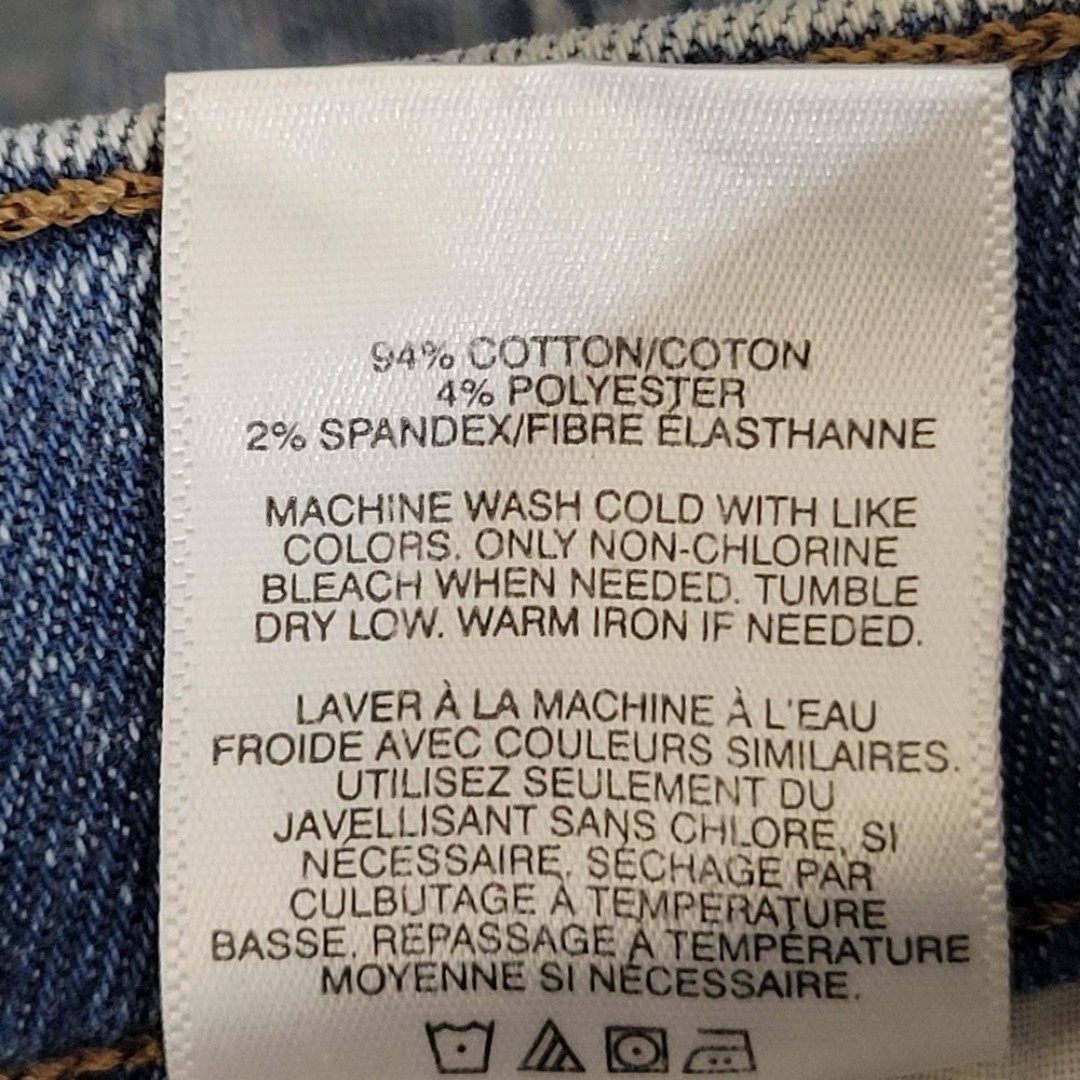 94% COTTON/COTON
4% POLYESTER
2% SPANDEX/FIBRE ÉLASTHANNE
MACHINE WASH COLD WITH LIKE
COLORS. ONLY NON-CHLORINE
BLEACH WHEN NEEDED. TUMBLE
DRY LOW. WARM IRON IF NEEDED.
LAVER À LA MACHINE À L'EAU
FROIDE AVEC COULEURS SIMILAIRES.
UTILISEZ SEULEMENT DU
JAVELLISANT SANS CHLORE, SI
NÉCESSAIRE. SÉCHAGE PAR
CULBUTAGE À TEMPÉRATURE
BASSE. REPASSAGE À TEMPÉRATURE
MOYENNE SI NÉCESSAIRE.